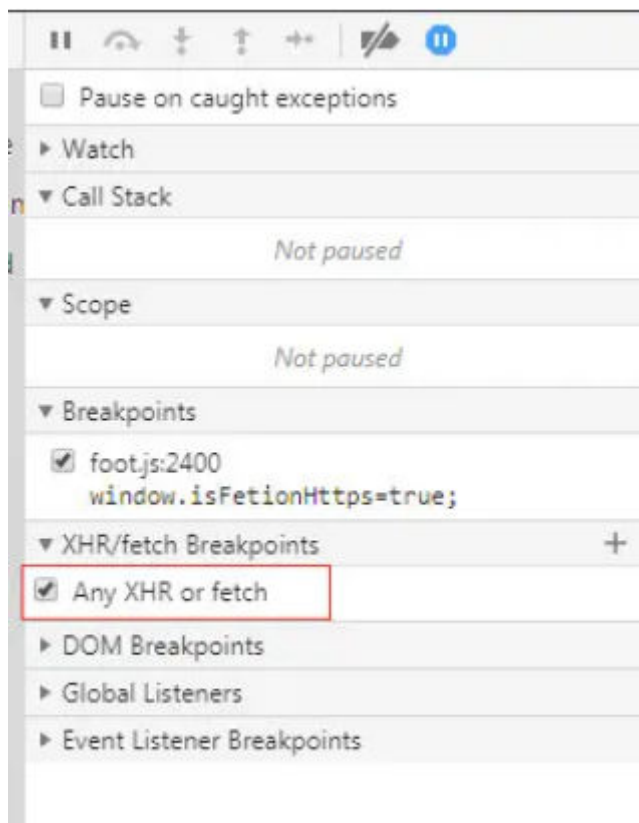 Pause on caught exceptions
Watch
Call Stack
Not paused
Scope
Not paused
Breakpoints
foot.js:2400
window.isFetionHttps=true;
XHR/fetch Breakpoints
Any XHR or fetch
DOM Breakpoints
Global Listeners
Event Listener Breakpoints